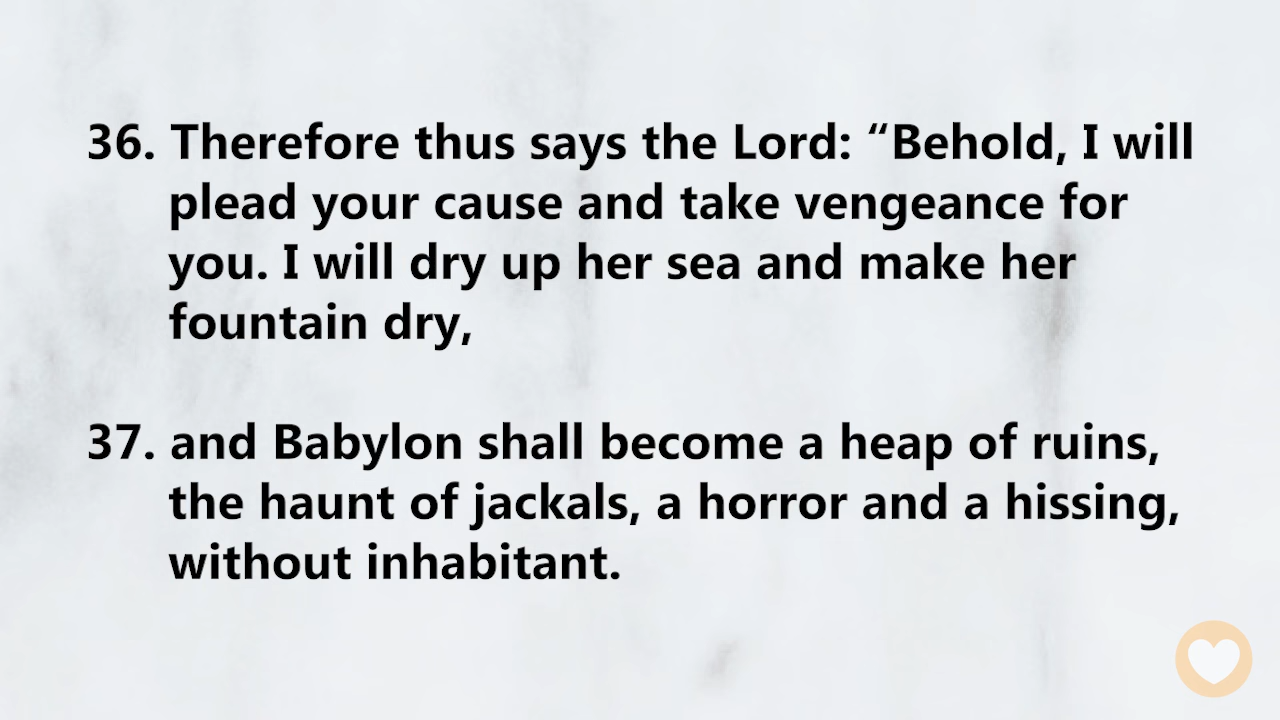 36. Therefore thus says the Lord: “Behold, I will
plead your cause and take vengeance for
you. I will dry up her sea and make her
fountain dry,
37. and Babylon shall become a heap of ruins,
the haunt of jackals, a horror and a hissing,
without inhabitant.